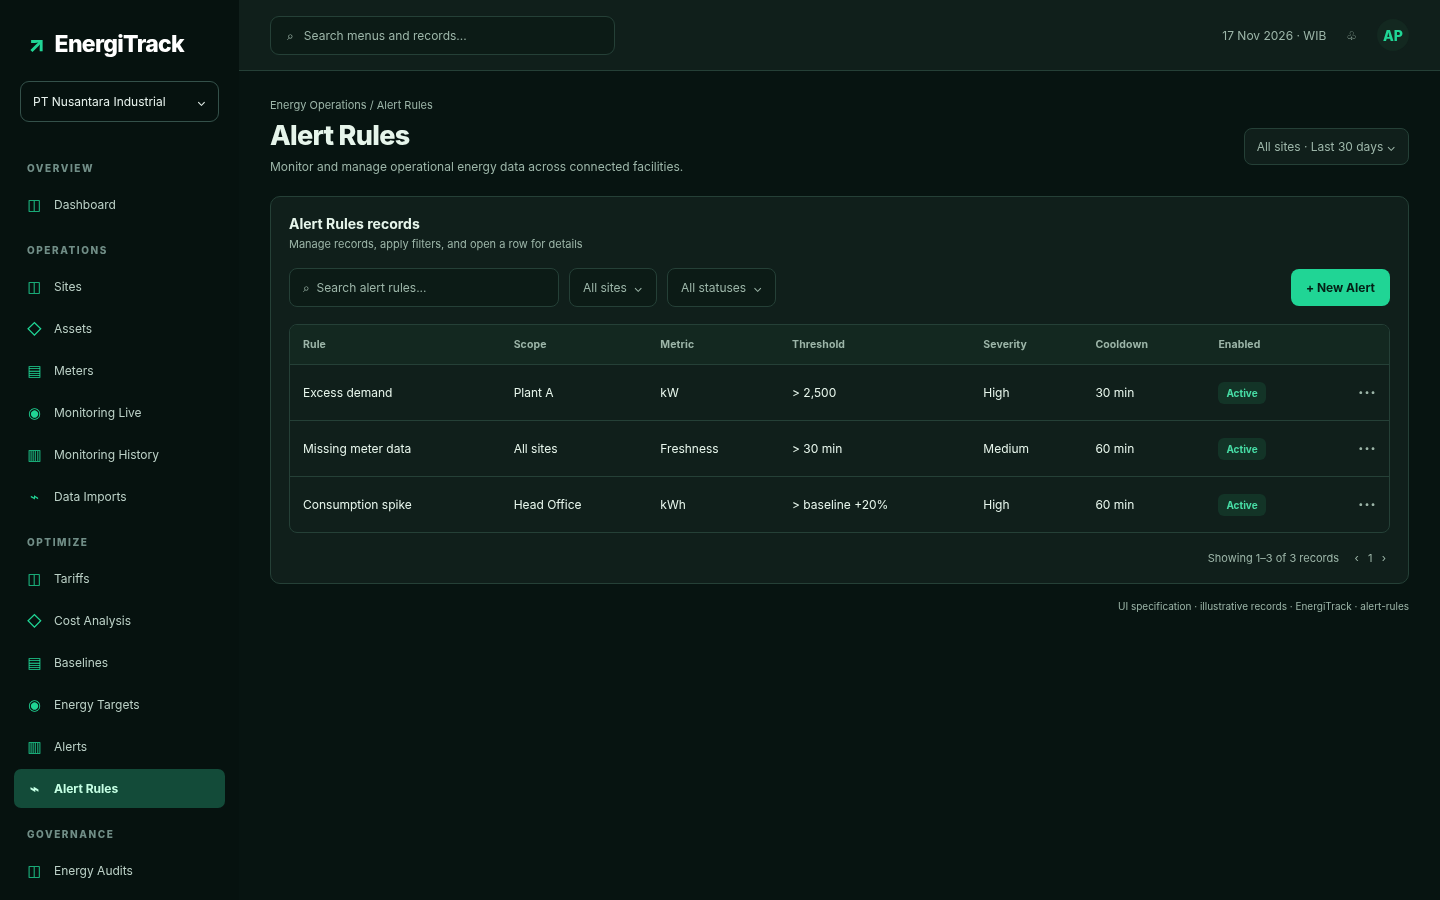 EnergiTrack
PT Nusantara Industrial
OVERVIEW
Dashboard
OPERATIONS
Sites
Assets
Meters
Monitoring Live
Monitoring History
Data Imports
OPTIMIZE
Tariffs
Cost Analysis
Baselines
Energy Targets
Alerts
Alert Rules
GOVERNANCE
Energy Audits
Search menus and records...
17 Nov 2026 · WIB
AP
Energy Operations / Alert Rules
Alert Rules
Monitor and manage operational energy data across connected facilities.
All sites · Last 30 days
Alert Rules records
Manage records, apply filters, and open a row for details
Search alert rules...
All sites
All statuses
+ New Alert
Rule Scope Metric Threshold Severity Cooldown Enabled
Excess demand Plant A kW > 2,500 High 30 min Active •••
Missing meter data All sites Freshness > 30 min Medium 60 min Active •••
Consumption spike Head Office kWh > baseline +20% High 60 min Active •••
Showing 1–3 of 3 records ‹ 1 ›
UI specification · illustrative records · EnergiTrack · alert-rules